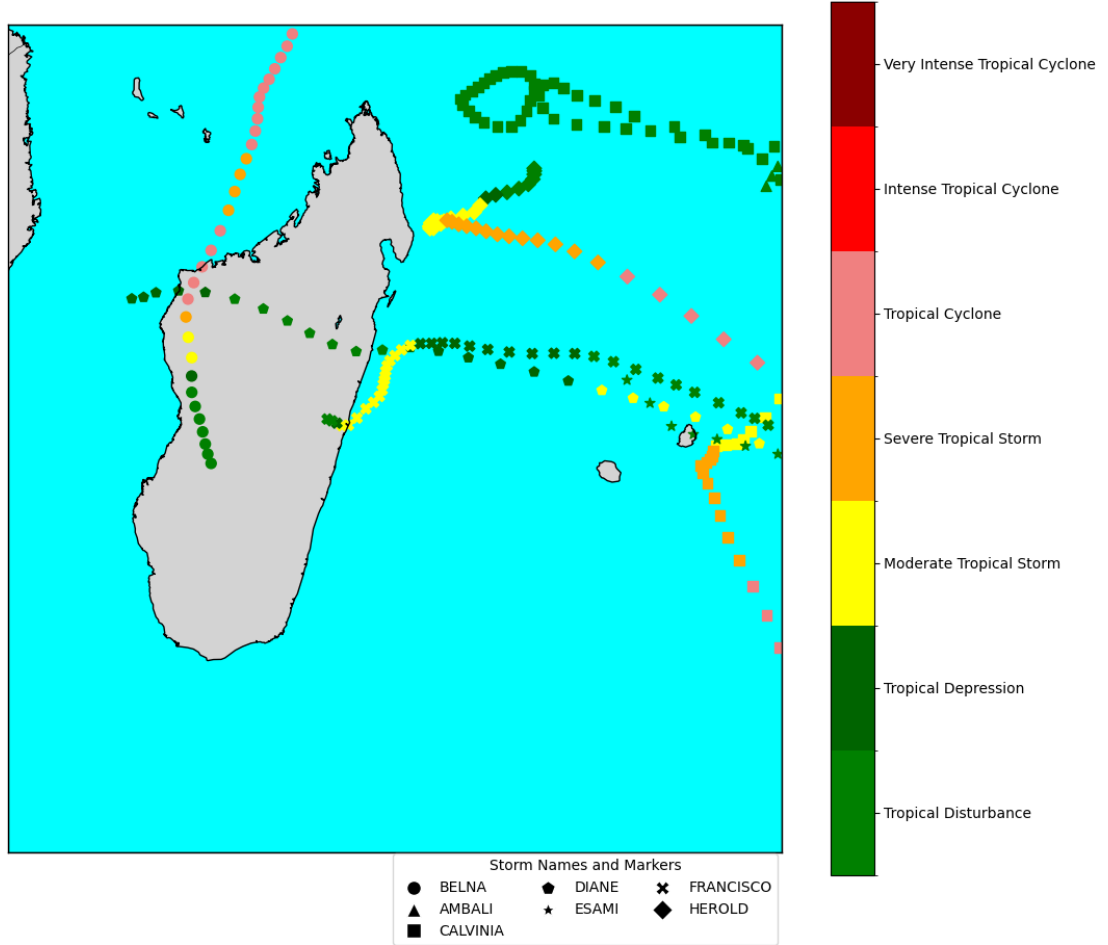 Very Intense Tropical Cyclone
Intense Tropical Cyclone
Tropical Cyclone
Severe Tropical Storm
Moderate Tropical Storm
Tropical Depression
Tropical Disturbance
Storm Names and Markers
BELNA DIANE FRANCISCO
AMBALI ESAMI HEROLD
CALVINIA